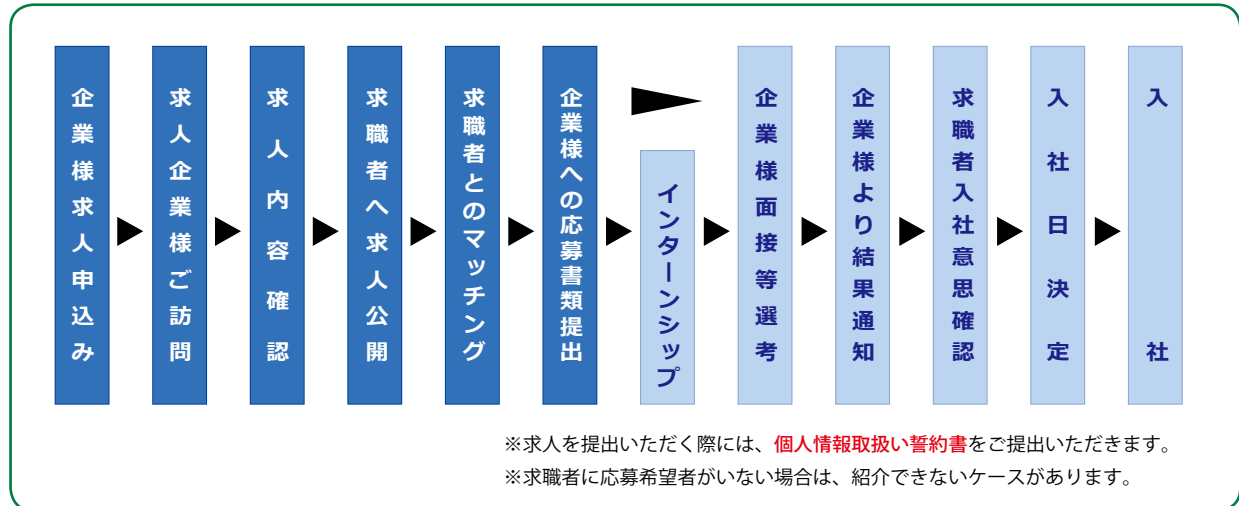 企業様求人申込み
求人企業様ご訪問
求人内容確認
求職者へ求人公開
求職者とのマッチング
企業様への応募書類提出
インターンシップ
企業様面接等選考
企業様より結果通知
求職者入社意思確認
入社日決定
入社
※求人を提出いただく際には、個人情報取扱い誓約書をご提出いただきます。
※求職者に応募希望者がいない場合は、紹介できないケースがあります。